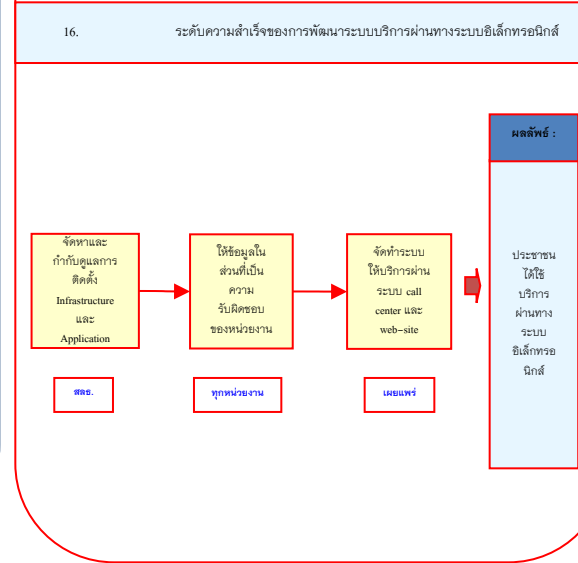 16. ระดับความสำเร็จของการพัฒนาระบบบริการผ่านทางระบบอิเล็กทรอนิกส์
ผลลัพธ์ :
จัดหาและ
กำกับดูแลการ
ติดตั้ง
Infrastructure
และ
Application
ให้ข้อมูลใน
ส่วนที่เป็น
ความ
รับผิดชอบ
ของหน่วยงาน
จัดทำระบบ
ให้บริการผ่าน
ระบบ call
center และ
web-site
ประชาชน
ได้ใช้
บริการ
ผ่านทาง
ระบบ
อิเล็กทรอ
นิกส์
สลธ.
ทุกหน่วยงาน
เผยแพร่